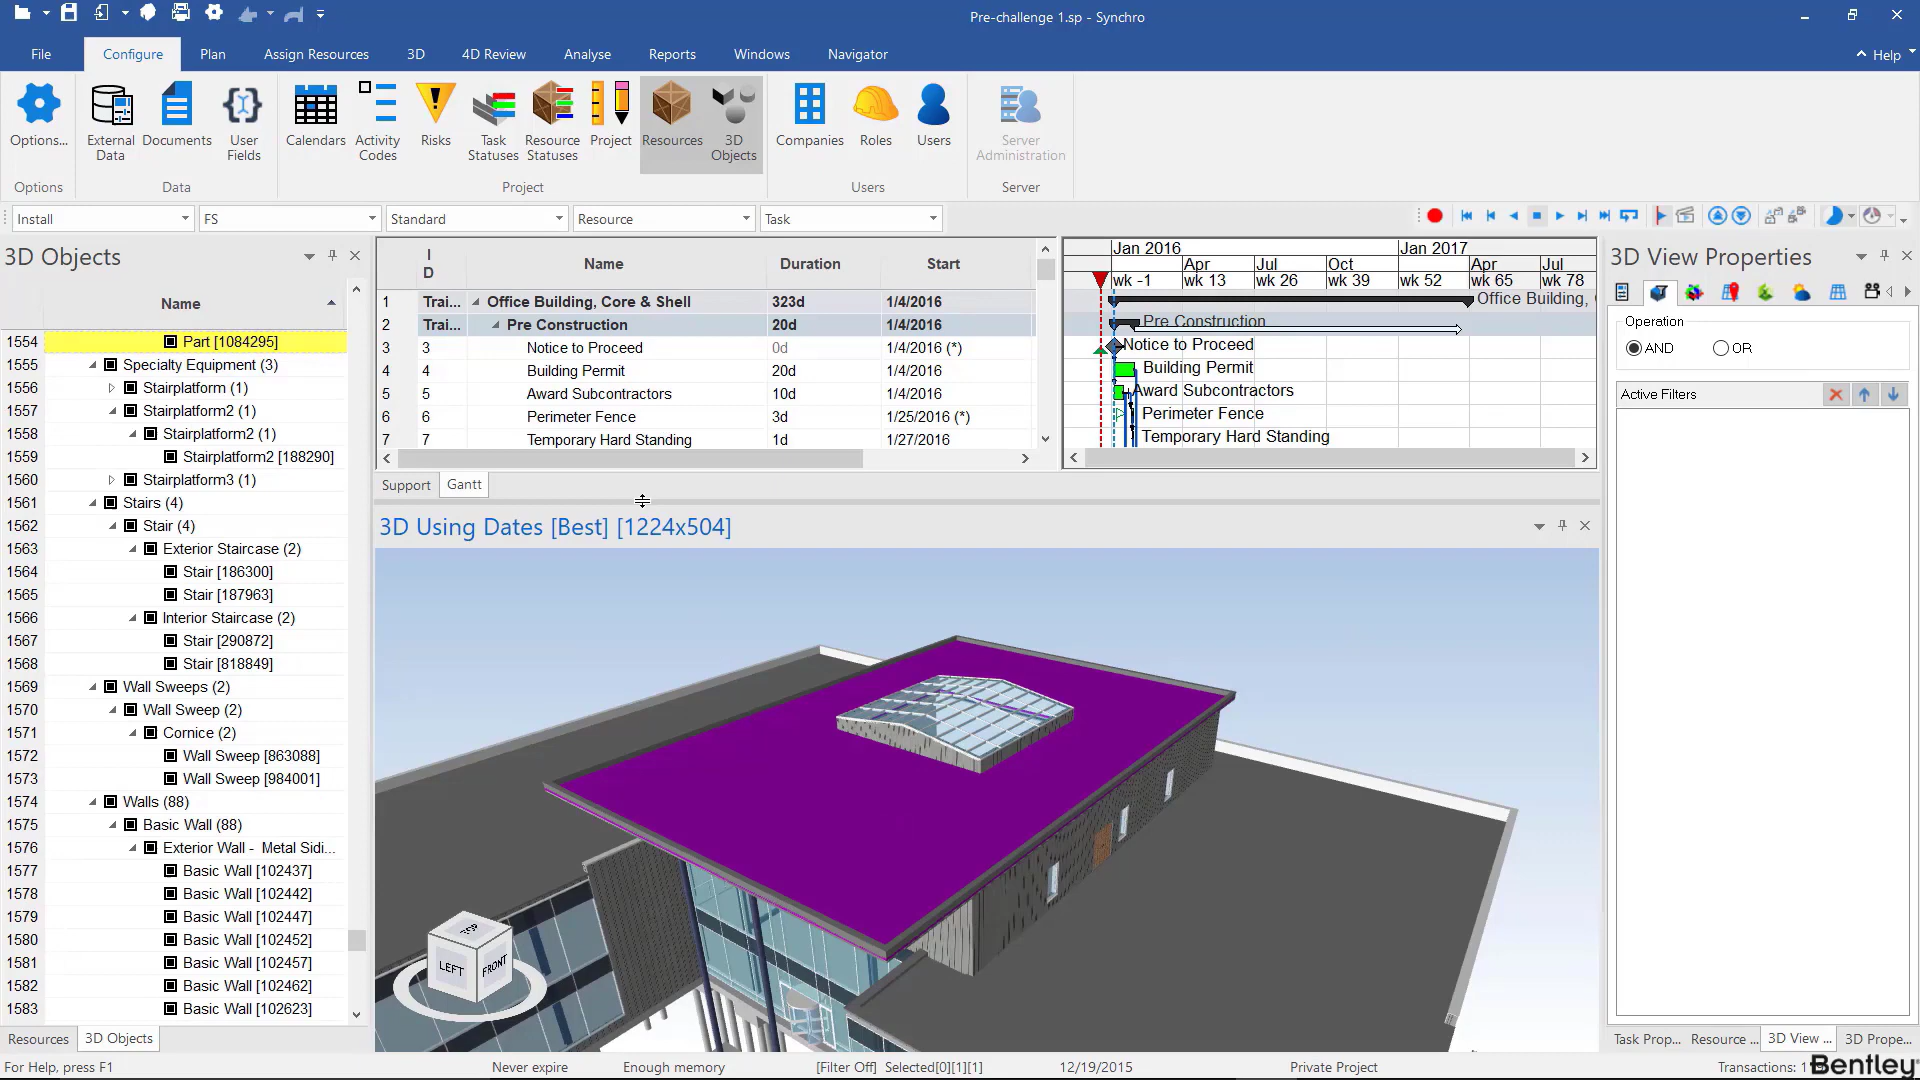 Pre-challenge 1.sp - Synchro
File Configure Plan Assign Resources 3D 4D Review Analyse Reports Windows Navigator Help
Options... External Data Documents User Fields Calendars Activity Codes Risks Task Statuses Resource Statuses Project Resources 3D Objects Companies Roles Users Server Administration
Options Data Project Users Server
Install FS Standard Resource Task
3D Objects
Name
1554 Part [1084295]
1555 Specialty Equipment (3)
1556 Stairplatform (1)
1557 Stairplatform2 (1)
1558 Stairplatform2 (1)
1559 Stairplatform2 [188290]
1560 Stairplatform3 (1)
1561 Stairs (4)
1562 Stair (4)
1563 Exterior Staircase (2)
1564 Stair [186300]
1565 Stair [187963]
1566 Interior Staircase (2)
1567 Stair [290872]
1568 Stair [818849]
1569 Wall Sweeps (2)
1570 Wall Sweep (2)
1571 Cornice (2)
1572 Wall Sweep [863088]
1573 Wall Sweep [984001]
1574 Walls (88)
1575 Basic Wall (88)
1576 Exterior Wall - Metal Sidi...
1577 Basic Wall [102437]
1578 Basic Wall [102442]
1579 Basic Wall [102447]
1580 Basic Wall [102452]
1581 Basic Wall [102457]
1582 Basic Wall [102462]
1583 Basic Wall [102623]
Resources 3D Objects
ID Name Duration Start
1 Trai... Office Building, Core & Shell 323d 1/4/2016
2 Trai... Pre Construction 20d 1/4/2016
3 3 Notice to Proceed 0d 1/4/2016 (*)
4 4 Building Permit 20d 1/4/2016
5 5 Award Subcontractors 10d 1/4/2016
6 6 Perimeter Fence 3d 1/25/2016 (*)
7 7 Temporary Hard Standing 1d 1/27/2016
Support Gantt
Jan 2016 Jan 2017
Apr Jul Oct Apr Jul
wk -1 wk 13 wk 26 wk 39 wk 52 wk 65 wk 78
Office Building,
Pre Construction
Notice to Proceed
Building Permit
Award Subcontractors
Perimeter Fence
Temporary Hard Standing
3D Using Dates [Best] [1224x504]
TOP
LEFT FRONT
3D View Properties
Operation
AND OR
Active Filters
Task Prop... Resource ... 3D View ... 3D Prope...
For Help, press F1 Never expire Enough memory [Filter Off] Selected[0][1][1] 12/19/2015 Private Project Transactions:
Bentley